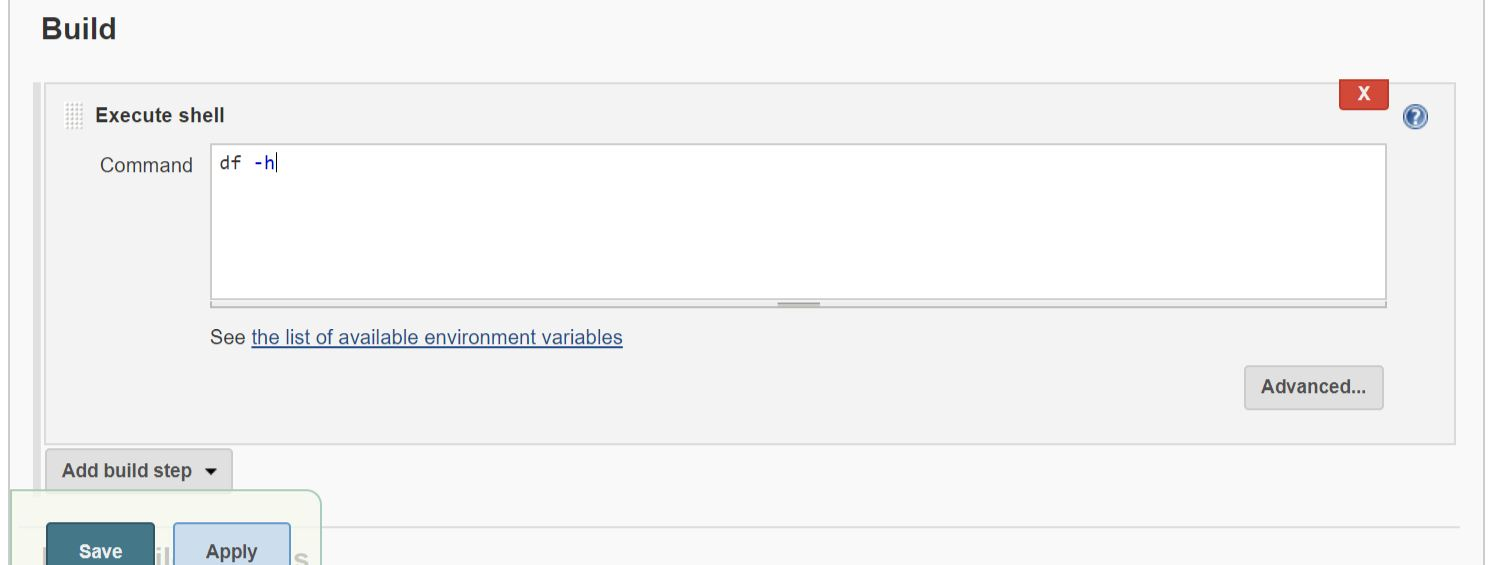 Build
X
Execute shell
?
Command
df -h
See the list of available environment variables
Advanced...
Add build step
Save
Apply